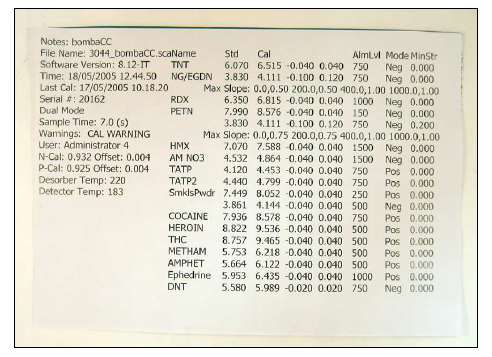 Notes: bombaCC
File Name: 3044_bombaCC.scaName Std Cal AlmLvl Mode MinStr
Software Version: 8.12-IT TNT 6.070 6.515 -0.040 0.040 750 Neg 0.000
Time: 18/05/2005 12.44.50 NG/EGDN 3.830 4.111 -0.100 0.120 750 Neg 0.000
Last Cal: 17/05/2005 10.18.20 Max Slope: 0.0,0.50 200.0,0.50 400.0,1.00 1000.0,1.00
Serial #: 20162 RDX 6.350 6.815 -0.040 0.040 1000 Neg 0.000
Dual Mode PETN 7.990 8.576 -0.040 0.040 150 Neg 0.000
Sample Time: 7.0 (s) 3.830 4.111 -0.100 0.120 750 Neg 0.200
Warnings: CAL WARNING Max Slope: 0.0,0.75 200.0,0.75 400.0,1.00 1000.0,1.00
User: Administrator 4 HMX 7.070 7.588 -0.040 0.040 1500 Neg 0.000
N-Cal: 0.932 Offset: 0.004 AM NO3 4.532 4.864 -0.040 0.040 1500 Neg 0.000
P-Cal: 0.925 Offset: 0.004 TATP 4.120 4.453 -0.040 0.040 750 Pos 0.000
Desorber Temp: 220 TATP2 4.440 4.799 -0.040 0.040 750 Pos 0.000
Detector Temp: 183 SmklsPwdr 7.449 8.052 -0.040 0.040 250 Pos 0.000
3.861 4.144 -0.040 0.040 500 Neg 0.000
COCAINE 7.936 8.578 -0.040 0.040 750 Pos 0.000
HEROIN 8.822 9.536 -0.040 0.040 500 Pos 0.000
THC 8.757 9.465 -0.040 0.040 500 Pos 0.000
METHAM 5.753 6.218 -0.040 0.040 500 Pos 0.000
AMPHET 5.664 6.122 -0.040 0.040 500 Pos 0.000
Ephedrine 5.953 6.435 -0.040 0.040 1000 Pos 0.000
DNT 5.580 5.989 -0.020 0.020 750 Neg 0.000